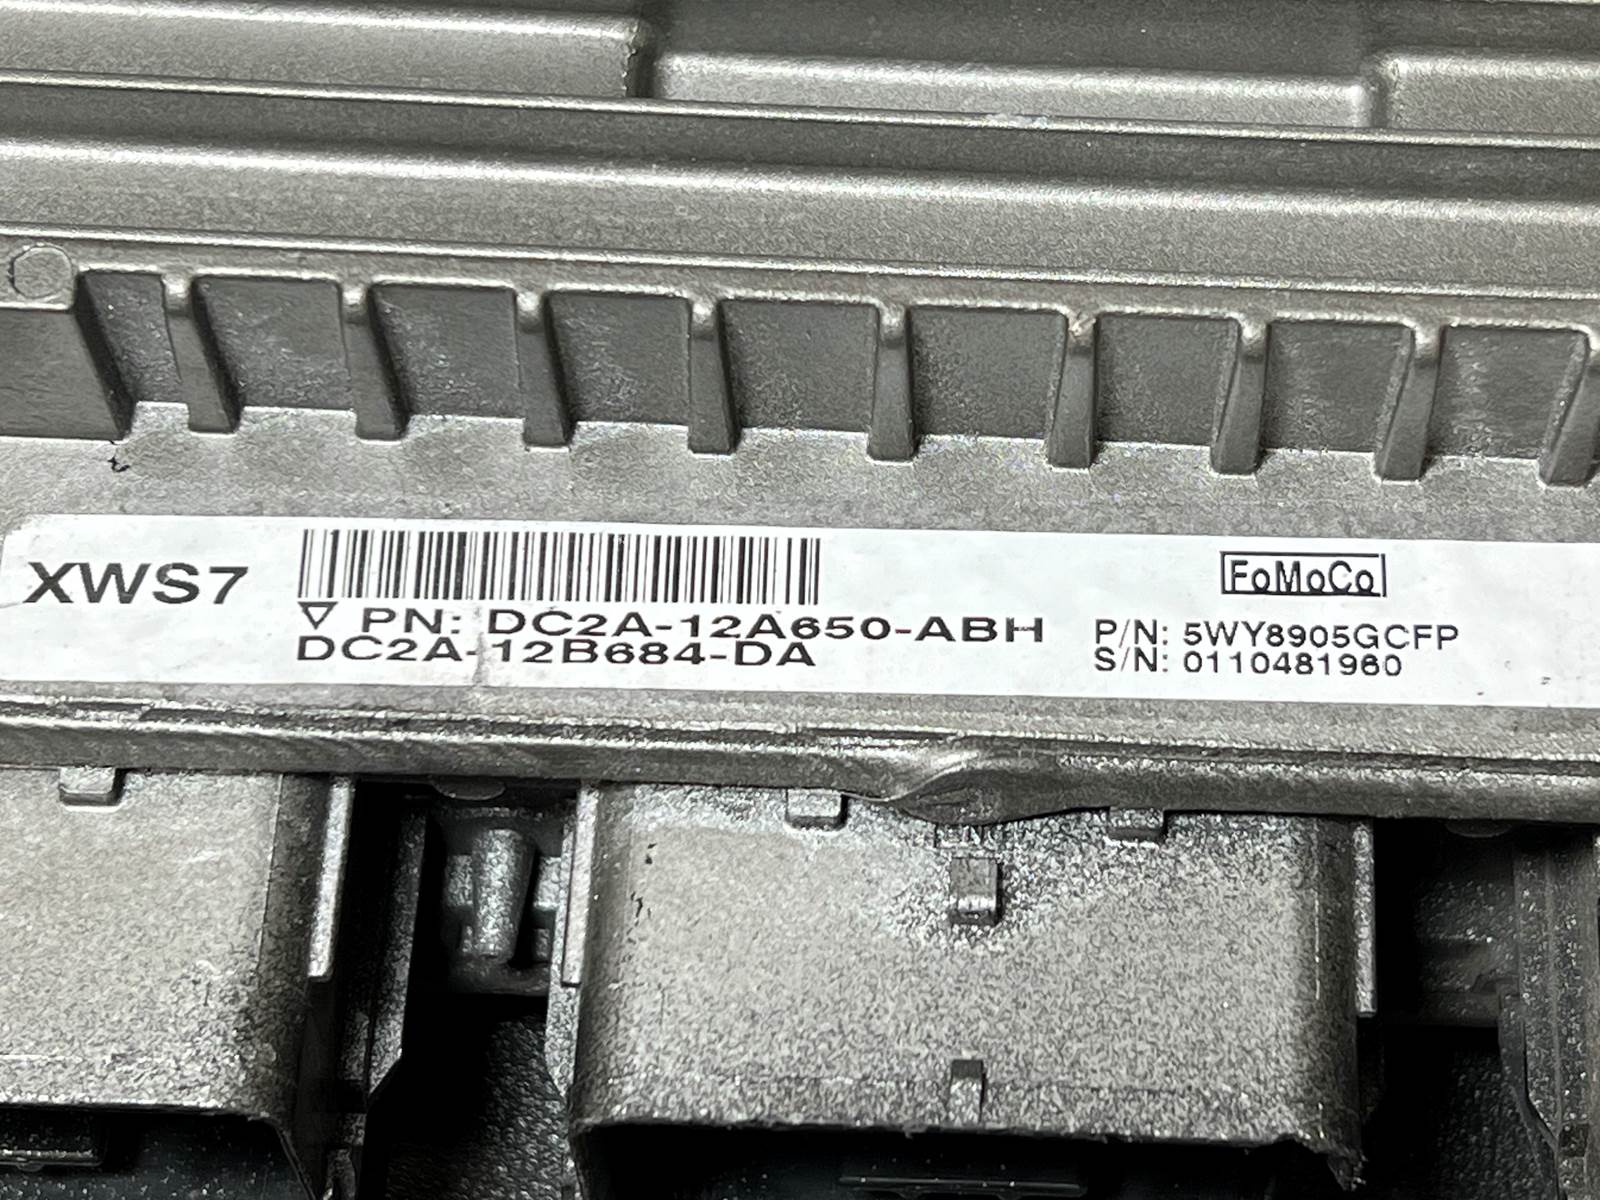 XWS7
▽ PN: DC2A-12A650-ABH
DC2A-12B684-DA
FoMoCo
P/N: 5WY8905GCFP
S/N: 0110481960